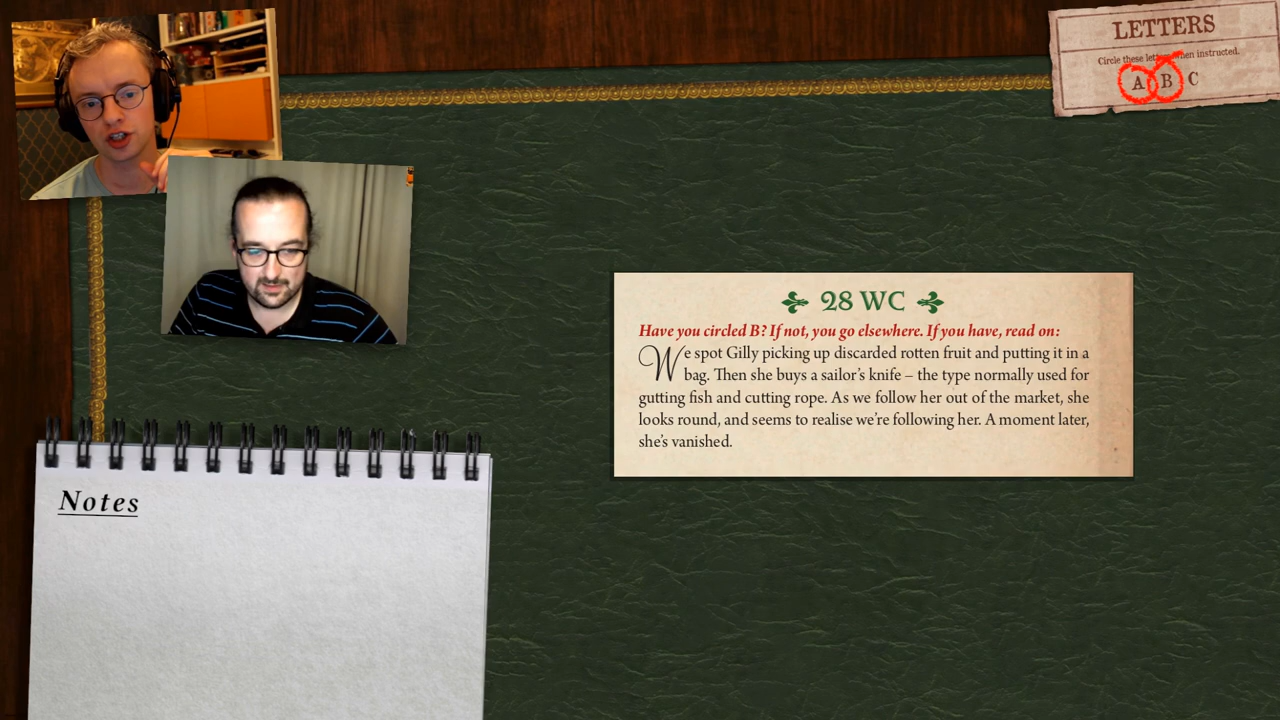 LETTERS
Circle these letters when instructed.
A B C
28 WC
Have you circled B? If not, you go elsewhere. If you have, read on:
We spot Gilly picking up discarded rotten fruit and putting it in a
bag. Then she buys a sailor's knife – the type normally used for
gutting fish and cutting rope. As we follow her out of the market, she
looks round, and seems to realise we're following her. A moment later,
she's vanished.
Notes